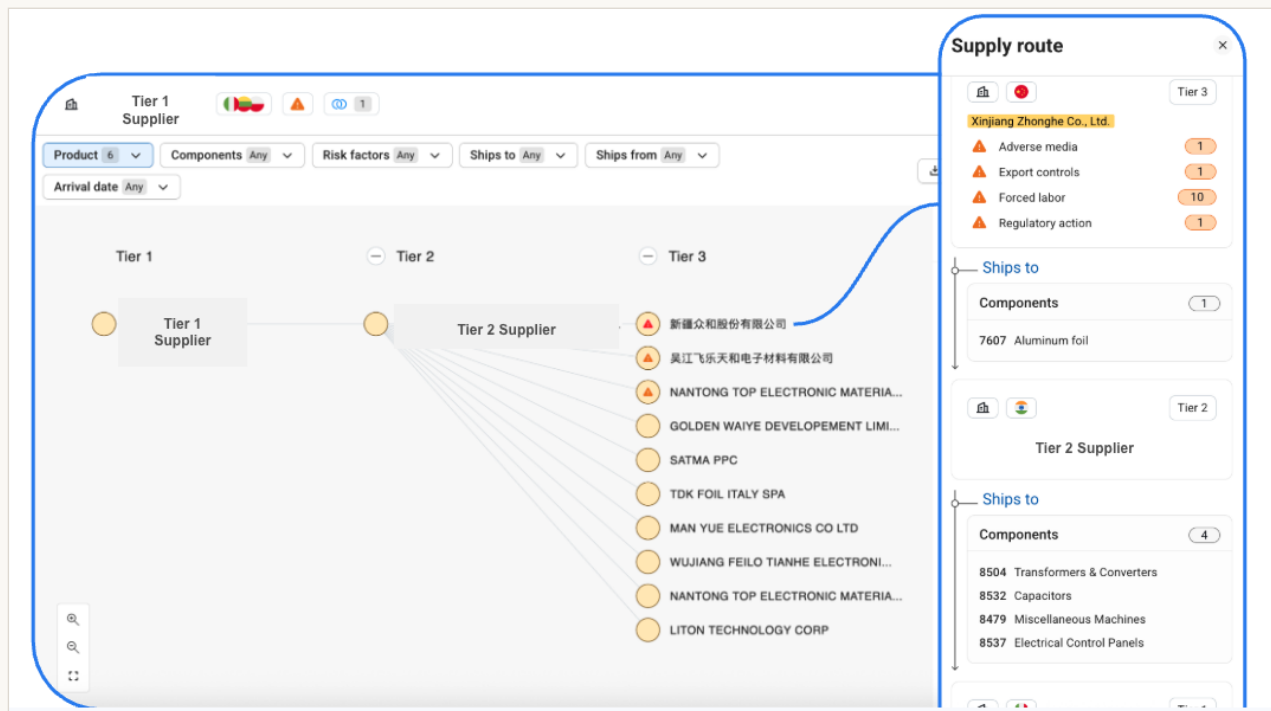 Tier 1
Supplier
1
Product 6
Components Any
Risk factors Any
Ships to Any
Ships from Any
Arrival date Any
Tier 1
Tier 2
Tier 3
Tier 1
Supplier
Tier 2 Supplier
新疆众和股份有限公司
吴江飞乐天和电子材料有限公司
NANTONG TOP ELECTRONIC MATERIA...
GOLDEN WAIYE DEVELOPEMENT LIMI...
SATMA PPC
TDK FOIL ITALY SPA
MAN YUE ELECTRONICS CO LTD
WUJIANG FEILO TIANHE ELECTRONI...
NANTONG TOP ELECTRONIC MATERIA...
LITON TECHNOLOGY CORP
Supply route
Tier 3
Xinjiang Zhonghe Co., Ltd.
Adverse media 1
Export controls 1
Forced labor 10
Regulatory action 1
Ships to
Components 1
7607 Aluminum foil
Tier 2
Tier 2 Supplier
Ships to
Components 4
8504 Transformers & Converters
8532 Capacitors
8479 Miscellaneous Machines
8537 Electrical Control Panels